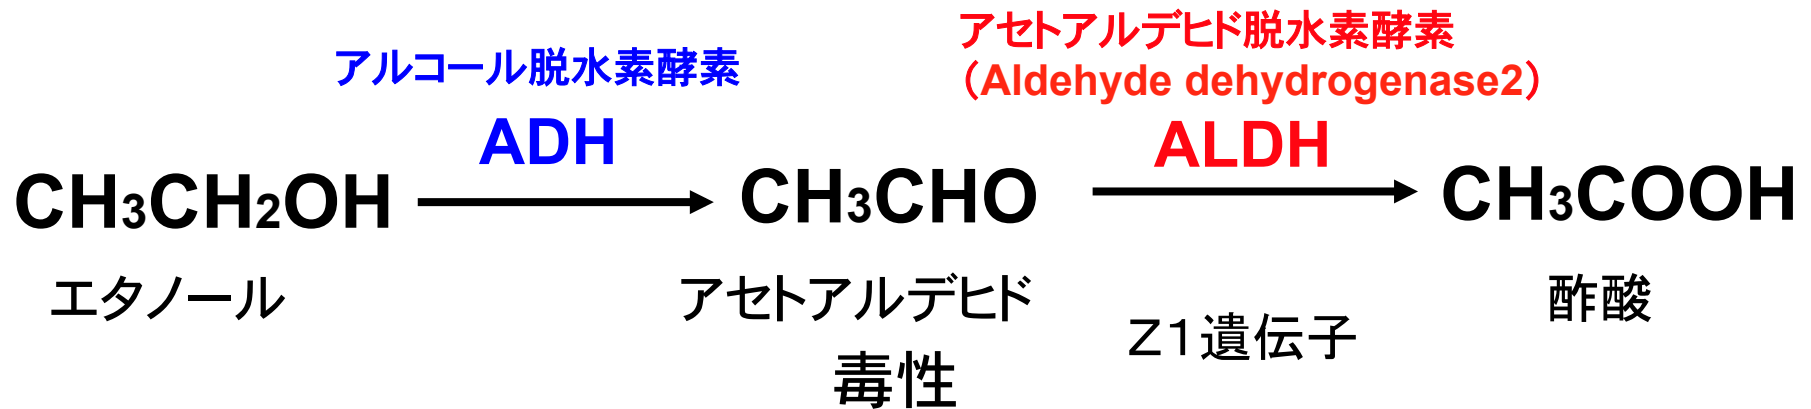 アルコール脱水素酵素
アセトアルデヒド脱水素酵素
（Aldehyde dehydrogenase2）
ADH
ALDH
CH3CH2OH
CH3CHO
CH3COOH
エタノール
アセトアルデヒド
酢酸
Z1遺伝子
毒性